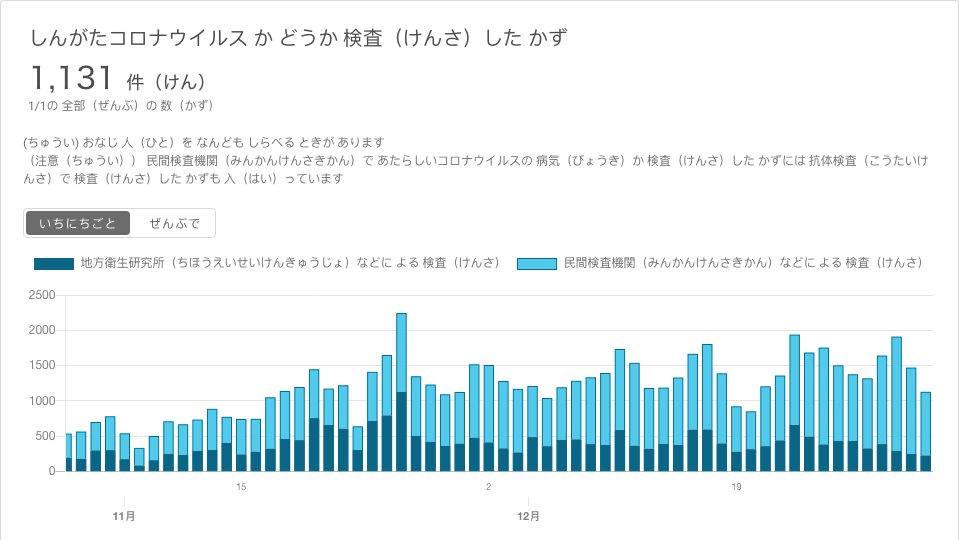 しんがたコロナウイルス か どうか 検査（けんさ）した かず
1,131 件（けん）
1/1の 全部（ぜんぶ）の 数（かず）
(ちゅうい) おなじ 人（ひと）を なんども しらべる ときが あります
（注意（ちゅうい）） 民間検査機関（みんかんけんさきかん）で あたらしいコロナウイルスの 病気（びょうき）か 検査（けんさ）した かずには 抗体検査（こうたいけ
んさ）で 検査（けんさ）した かずも 入（はい）っています
いちにちごと ぜんぶで
地方衛生研究所（ちほうえいせいけんきゅうじょ）などに よる 検査（けんさ） 民間検査機関（みんかんけんさきかん）などに よる 検査（けんさ）
2500
2000
1500
1000
500
0
15 2 19
11月 12月